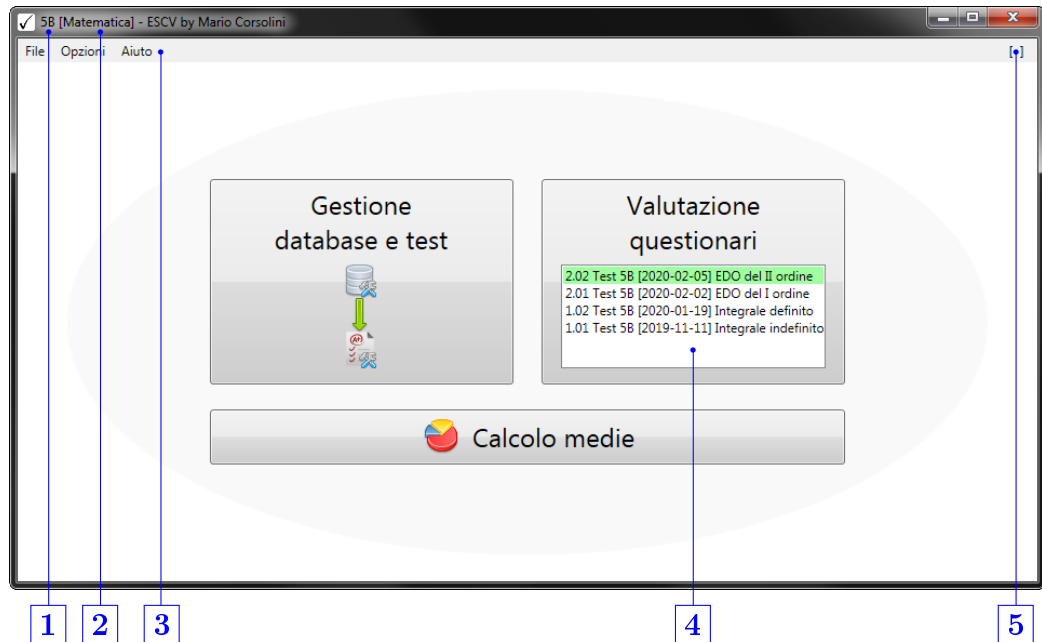 5B [Matematica] - ESCV by Mario Corsolini
File Opzioni Aiuto [•]
Gestione
database e test
A+
Valutazione
questionari
2.02 Test 5B [2020-02-05] EDO del II ordine
2.01 Test 5B [2020-02-02] EDO del I ordine
1.02 Test 5B [2020-01-19] Integrale definito
1.01 Test 5B [2019-11-11] Integrale indefinito
Calcolo medie
1 2 3 4 5